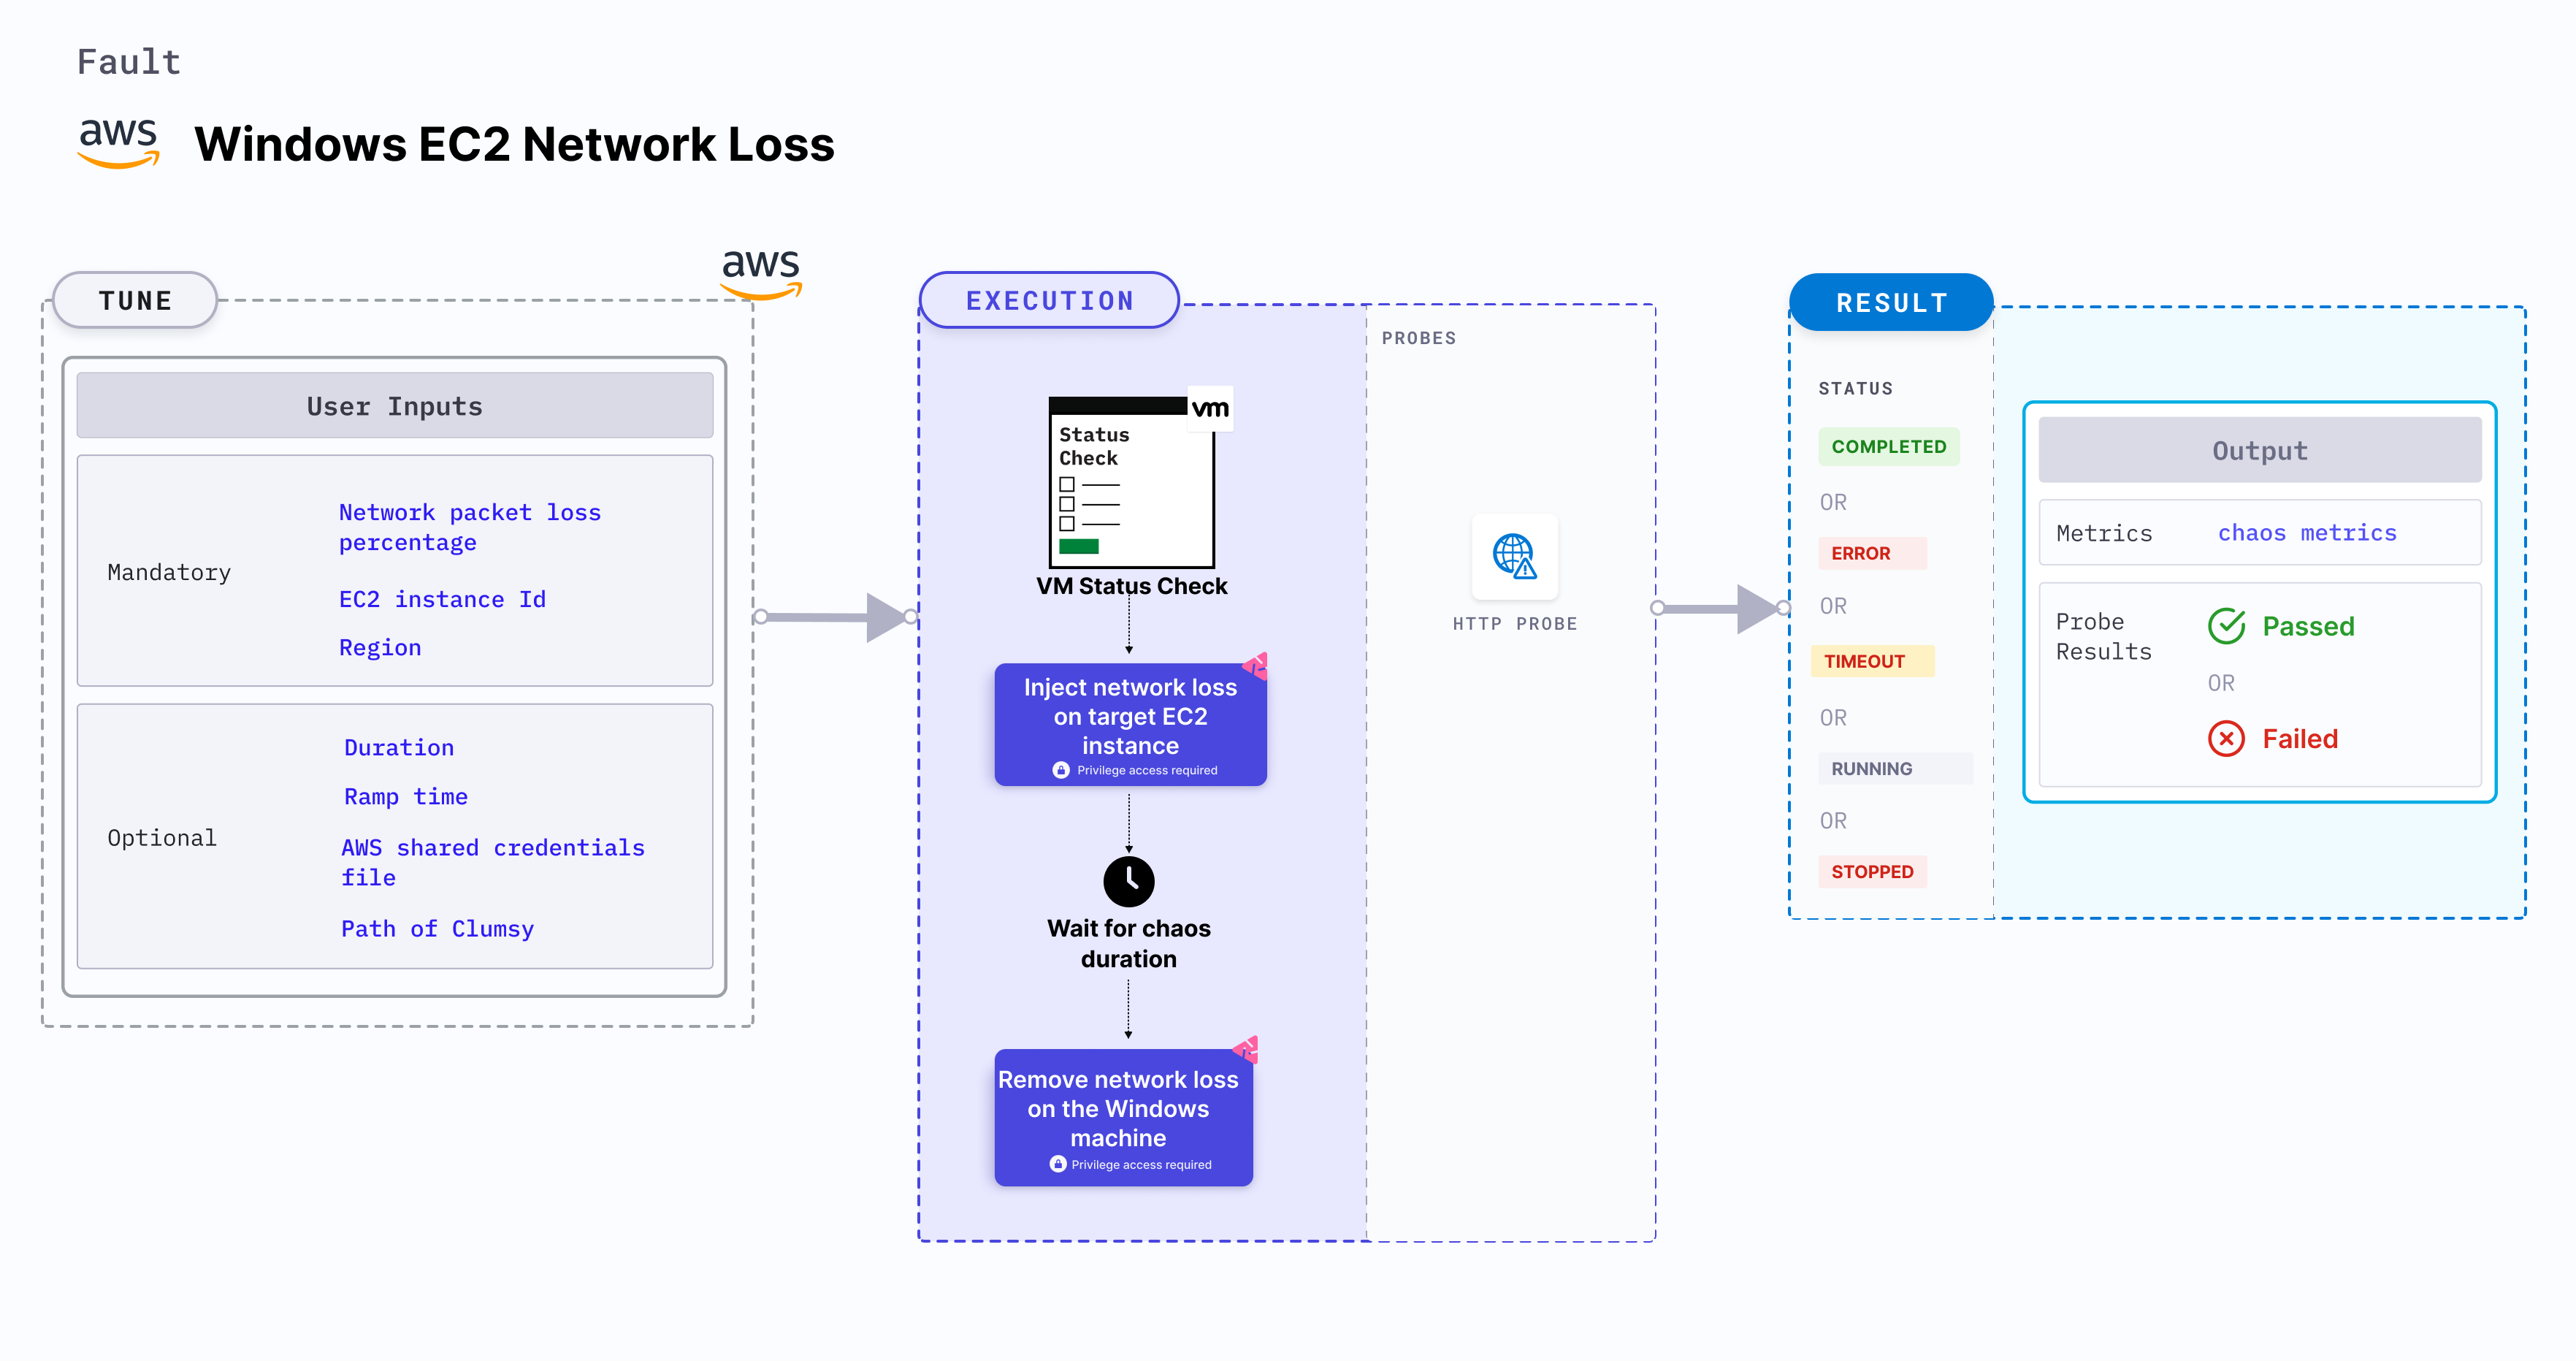 Fault
aws
Windows EC2 Network Loss
aws
TUNE
User Inputs
Mandatory
Network packet loss
percentage
EC2 instance Id
Region
Optional
Duration
Ramp time
AWS shared credentials
file
Path of Clumsy
EXECUTION
vm
Status
Check
VM Status Check
Inject network loss
on target EC2
instance
Privilege access required
Wait for chaos
duration
Remove network loss
on the Windows
machine
Privilege access required
PROBES
HTTP PROBE
RESULT
STATUS
COMPLETED
OR
ERROR
OR
TIMEOUT
OR
RUNNING
OR
STOPPED
Output
Metrics
chaos metrics
Probe
Results
Passed
OR
Failed